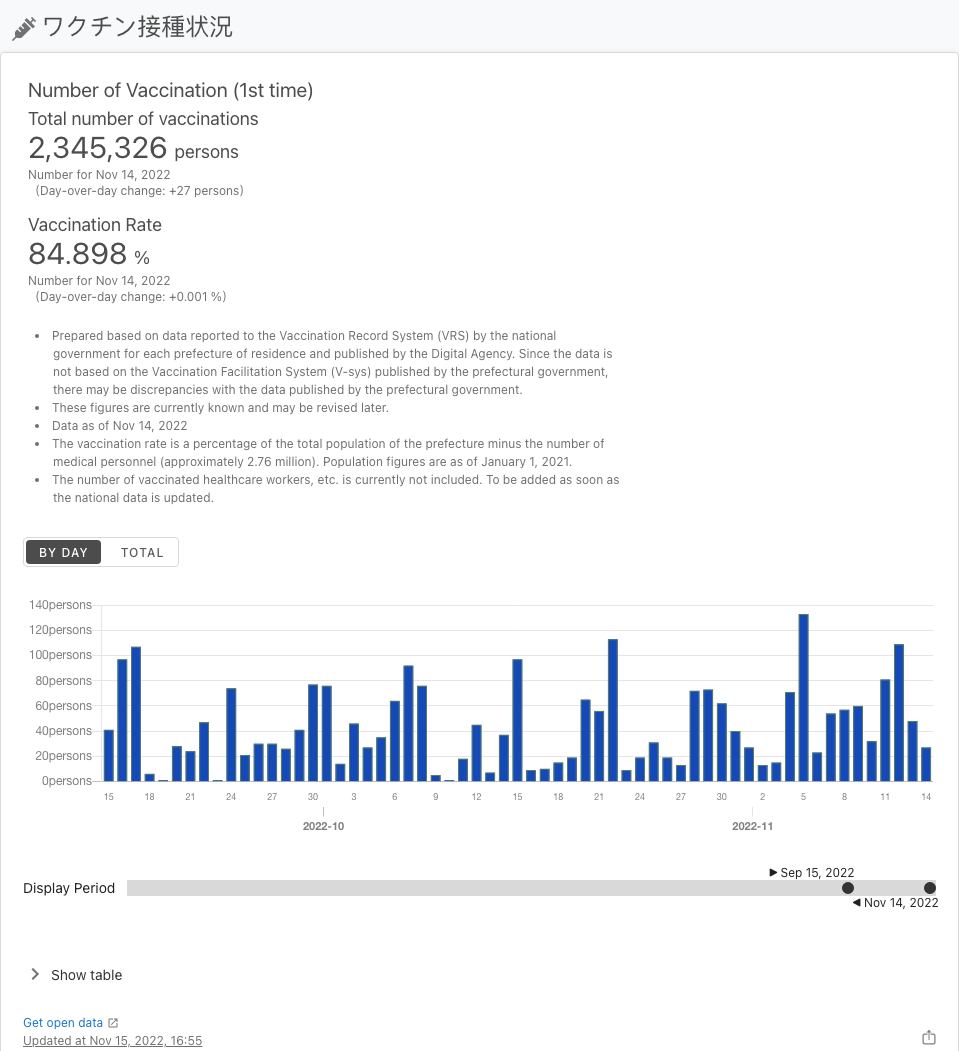 ワクチン接種状況
Number of Vaccination (1st time)
Total number of vaccinations
2,345,326 persons
Number for Nov 14, 2022
(Day-over-day change: +27 persons)
Vaccination Rate
84.898 %
Number for Nov 14, 2022
(Day-over-day change: +0.001 %)
• Prepared based on data reported to the Vaccination Record System (VRS) by the national
government for each prefecture of residence and published by the Digital Agency. Since the data is
not based on the Vaccination Facilitation System (V-sys) published by the prefectural government,
there may be discrepancies with the data published by the prefectural government.
• These figures are currently known and may be revised later.
• Data as of Nov 14, 2022
• The vaccination rate is a percentage of the total population of the prefecture minus the number of
medical personnel (approximately 2.76 million). Population figures are as of January 1, 2021.
• The number of vaccinated healthcare workers, etc. is currently not included. To be added as soon as
the national data is updated.
BY DAY TOTAL
140persons
120persons
100persons
80persons
60persons
40persons
20persons
0persons
15 18 21 24 27 30 3 6 9 12 15 18 21 24 27 30 2 5 8 11 14
2022-10 2022-11
▶ Sep 15, 2022
Display Period
◀ Nov 14, 2022
Show table
Get open data
Updated at Nov 15, 2022, 16:55